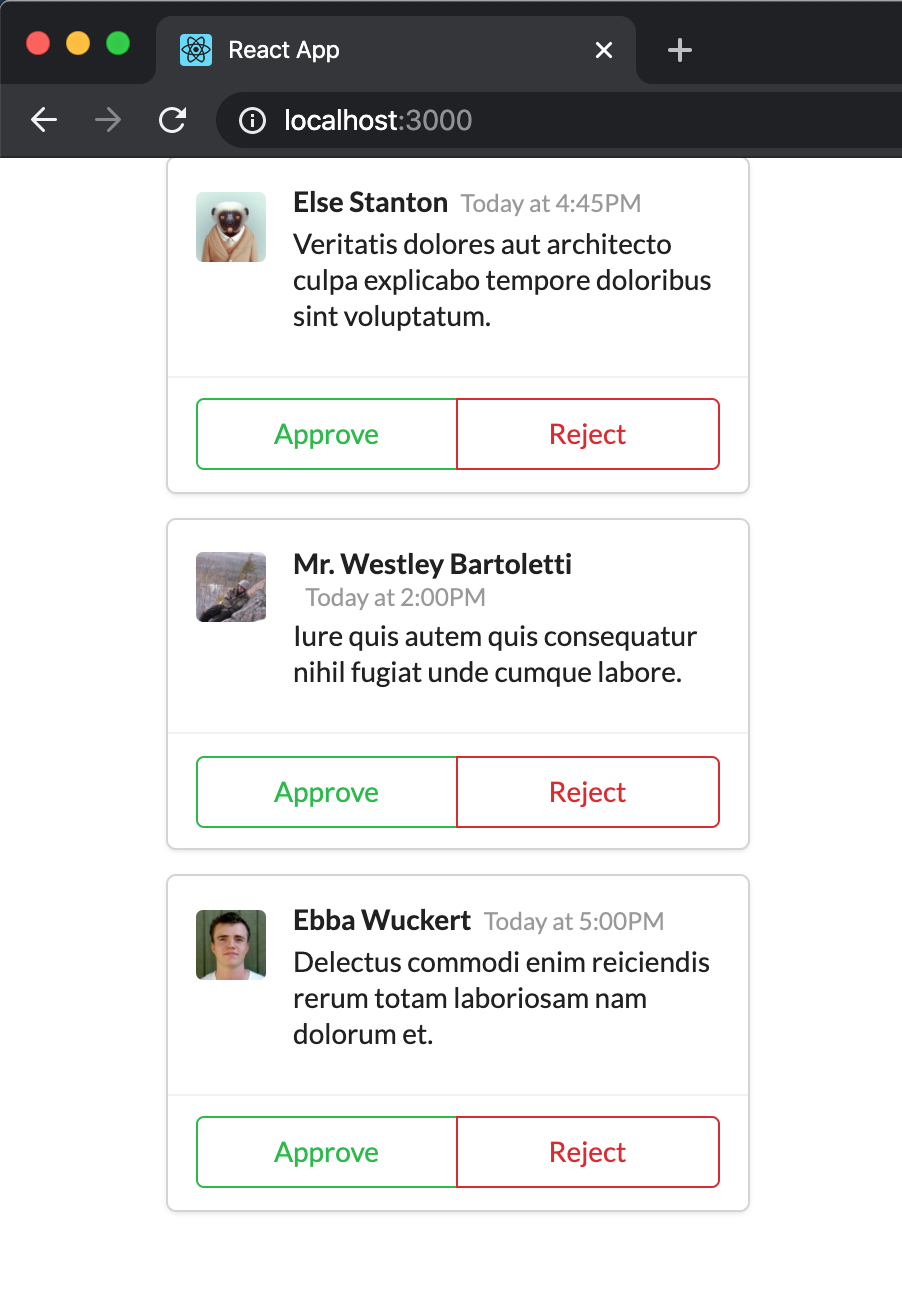 React App
localhost:3000
Else Stanton Today at 4:45PM
Veritatis dolores aut architecto
culpa explicabo tempore doloribus
sint voluptatum.
Approve Reject
Mr. Westley Bartoletti
Today at 2:00PM
Iure quis autem quis consequatur
nihil fugiat unde cumque labore.
Approve Reject
Ebba Wuckert Today at 5:00PM
Delectus commodi enim reiciendis
rerum totam laboriosam nam
dolorum et.
Approve Reject